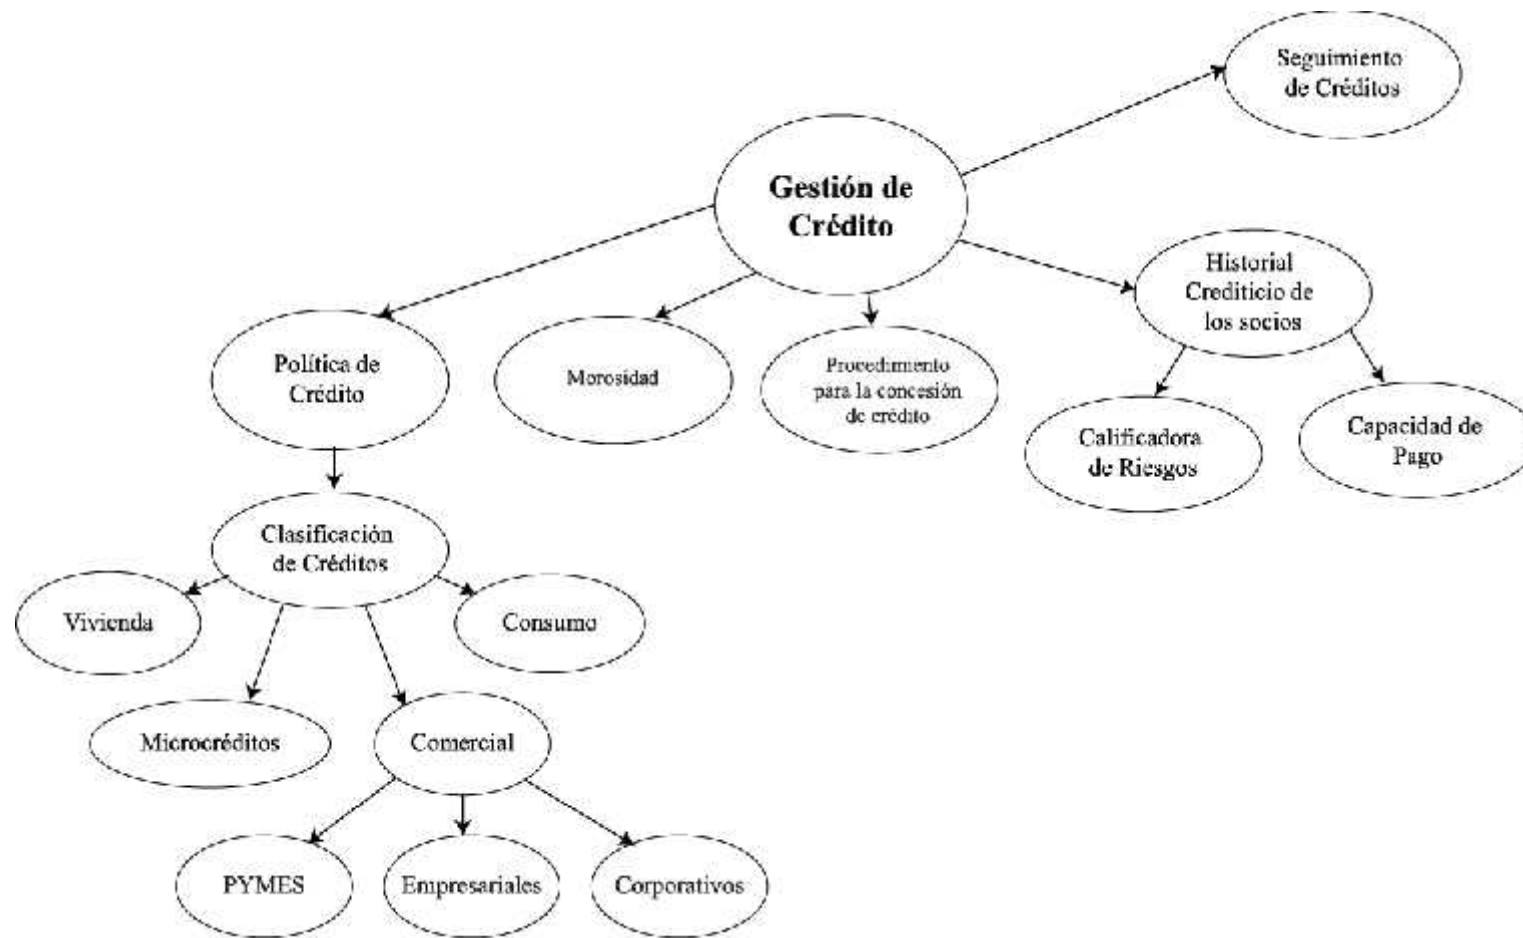 Seguimiento
de Créditos
Gestión de
Crédito
Historial
Crediticio de
los socios
Política de
Crédito
Morosidad
Procedimiento
para la concesión
de crédito
Calificadora
de Riesgos
Capacidad de
Pago
Clasificación
de Créditos
Vivienda
Consumo
Microcréditos
Comercial
PYMES
Empresariales
Corporativos